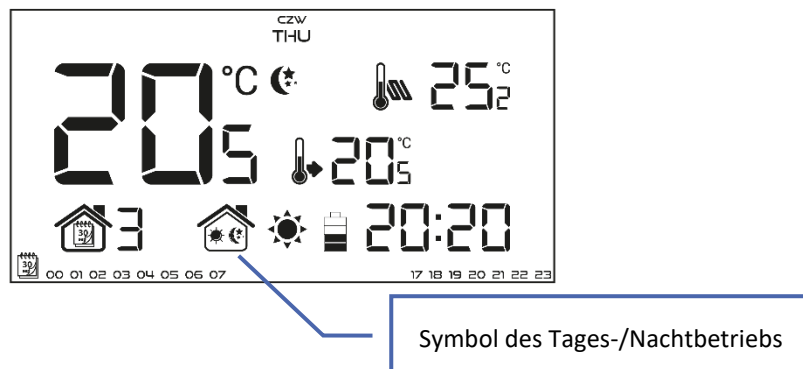 CZW
THU
20 5 °C
25 2 °C
20 5 °C
30 3
20:20
30
00 01 02 03 04 05 06 07 17 18 19 20 21 22 23
Symbol des Tages-/Nachtbetriebs